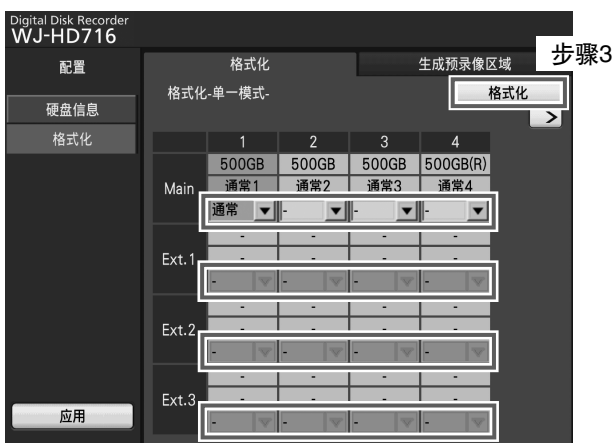 Digital Disk Recorder
WJ-HD716
步骤3
配置
格式化
生成预录像区域
格式化-单一模式-
格式化
>
硬盘信息
格式化
1 2 3 4
500GB 500GB 500GB 500GB(R)
Main 通常1 通常2 通常3 通常4
通常 - - -
- - - -
Ext.1 - - - -
- - - -
- - - -
Ext.2 - - - -
- - - -
- - - -
Ext.3 - - - -
- - - -
应用